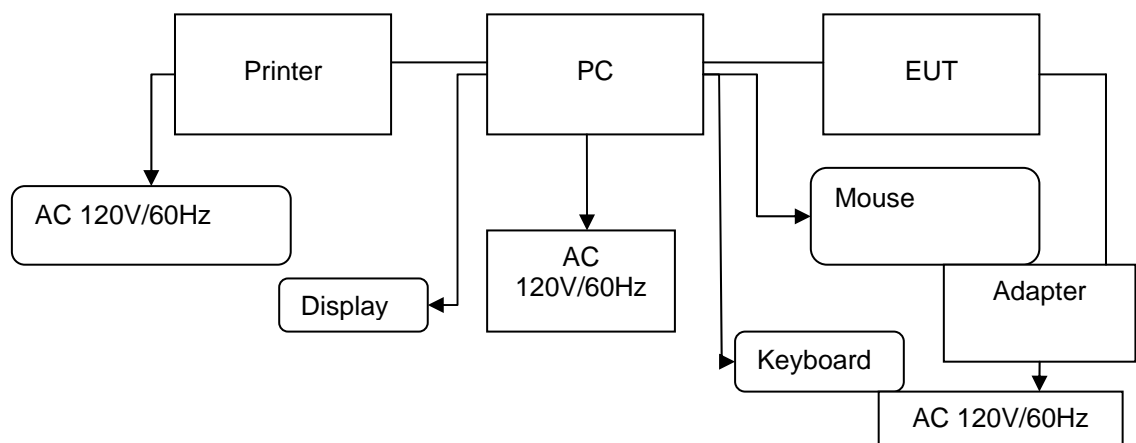 Printer
PC
EUT
AC 120V/60Hz
Mouse
AC
120V/60Hz
Display
Adapter
Keyboard
AC 120V/60Hz